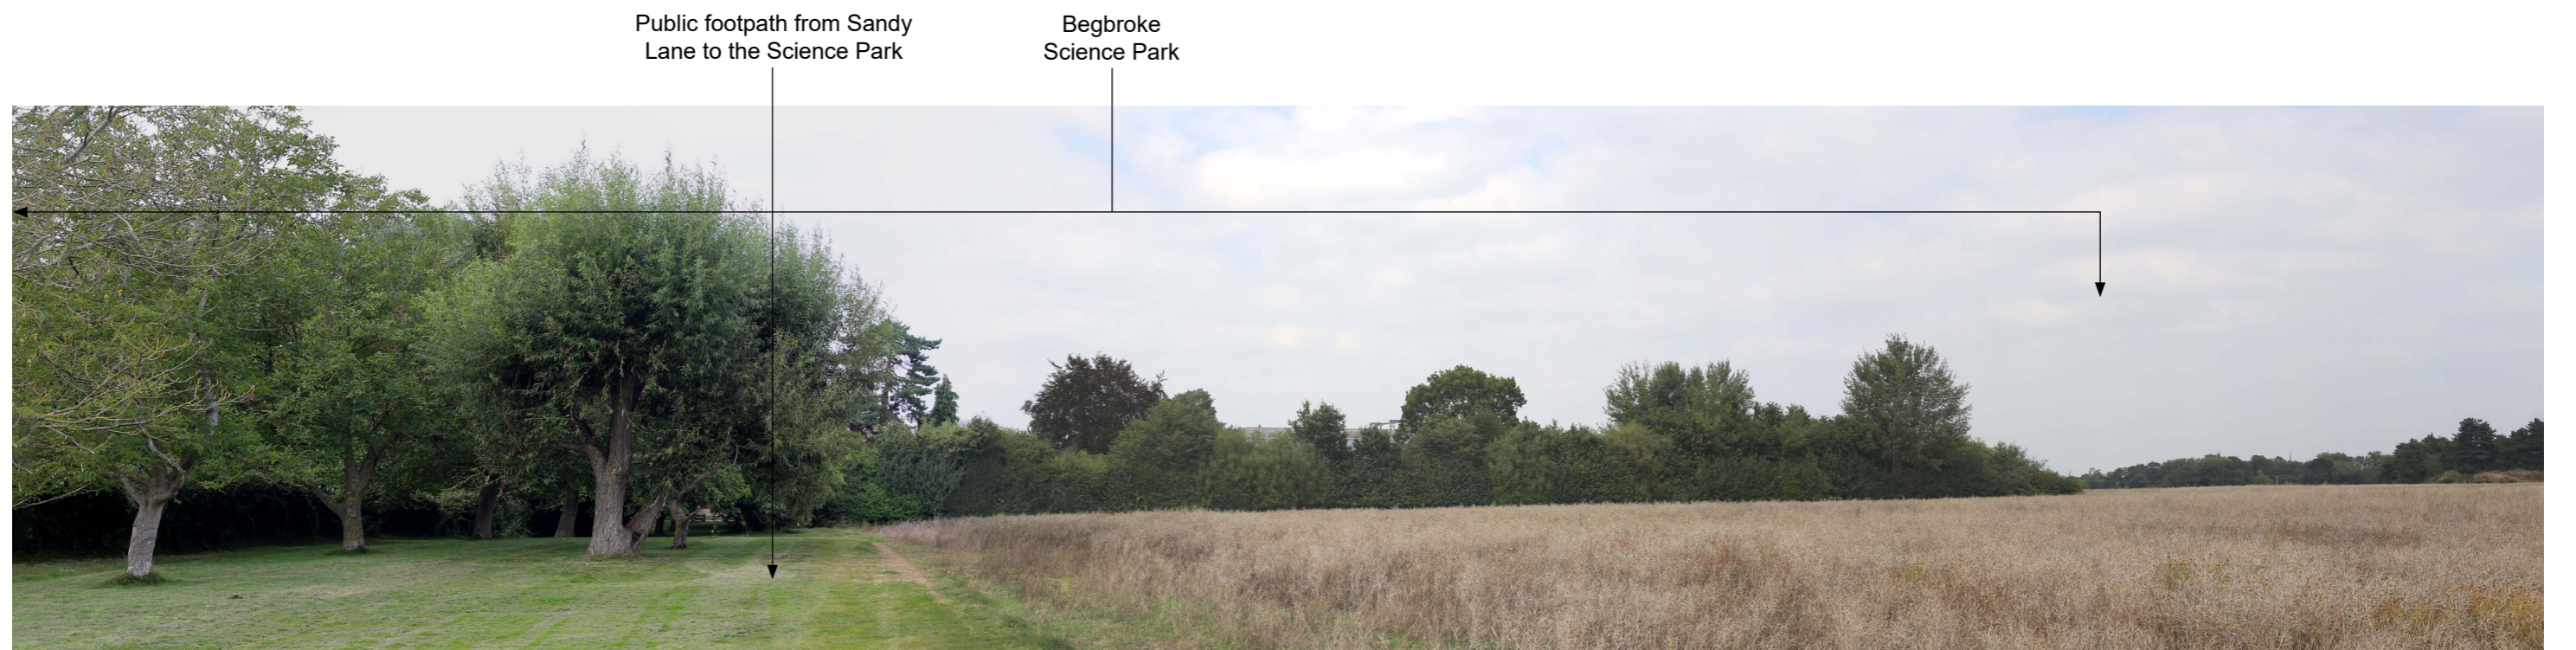 Public footpath from Sandy
Lane to the Science Park
Begbroke
Science Park